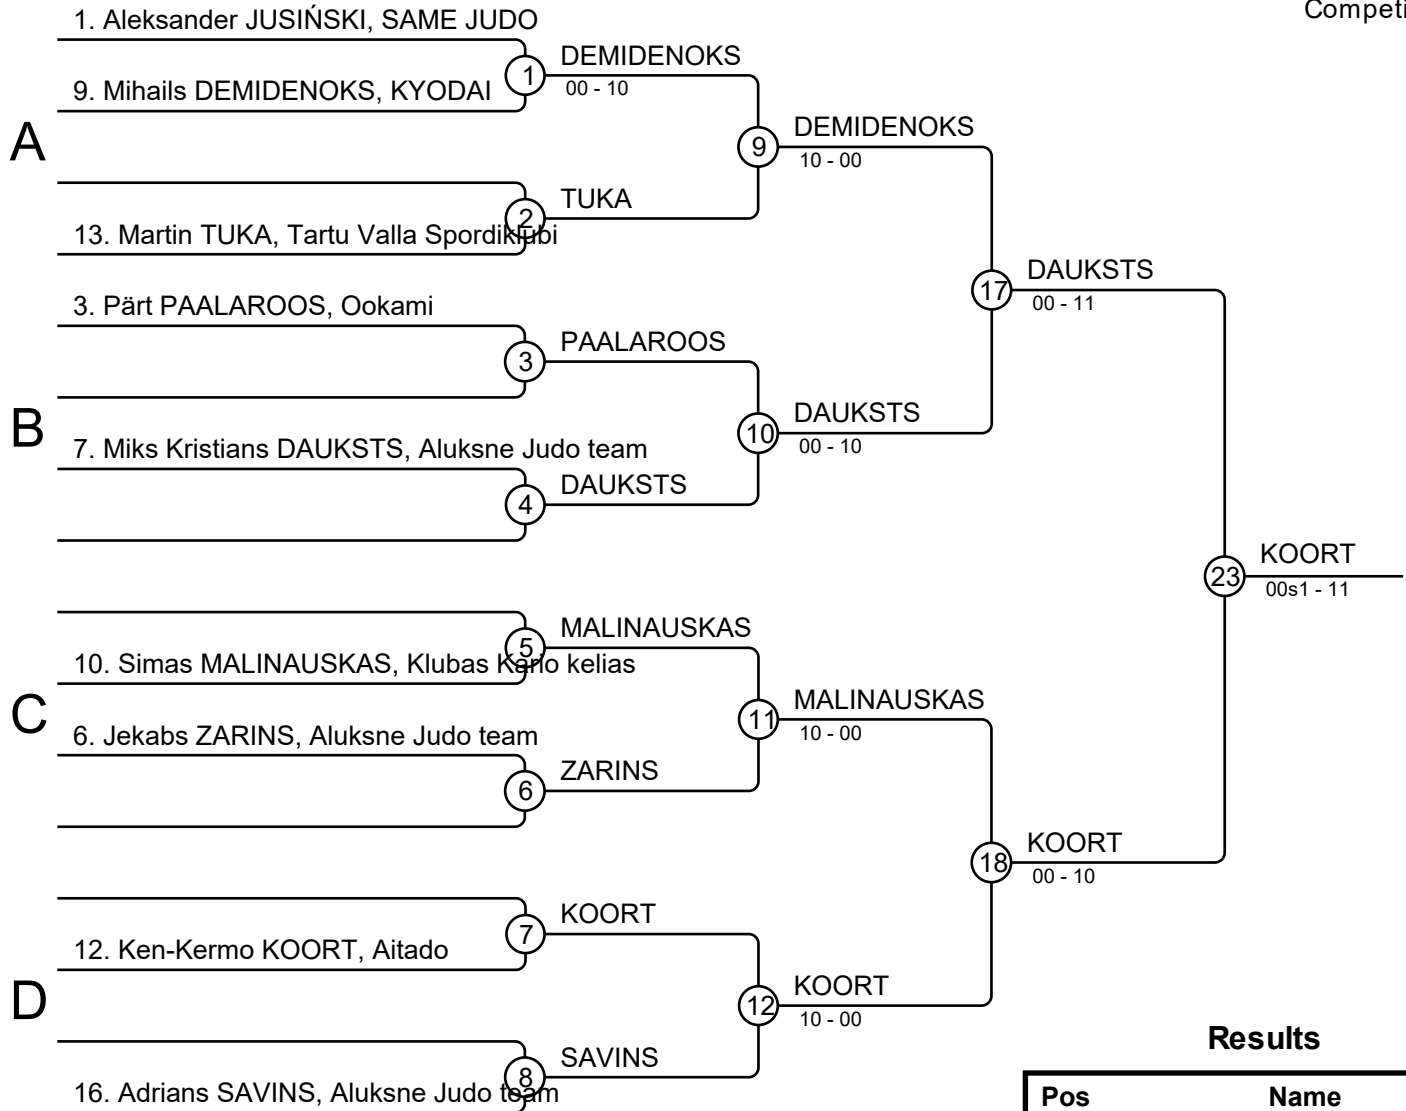 Competi
1. Aleksander JUSIŃSKI, SAME JUDO
DEMIDENOKS
1
00 - 10
9. Mihails DEMIDENOKS, KYODAI
A
DEMIDENOKS
9
10 - 00
TUKA
2
13. Martin TUKA, Tartu Valla Spordiklubi
DAUKSTS
17
00 - 11
3. Pärt PAALAROOS, Ookami
PAALAROOS
3
B
DAUKSTS
10
00 - 10
7. Miks Kristians DAUKSTS, Aluksne Judo team
DAUKSTS
4
KOORT
23
00s1 - 11
MALINAUSKAS
5
10. Simas MALINAUSKAS, Klubas Kario kelias
C
MALINAUSKAS
11
10 - 00
6. Jekabs ZARINS, Aluksne Judo team
ZARINS
6
KOORT
18
00 - 10
KOORT
7
12. Ken-Kermo KOORT, Aitado
D
KOORT
12
10 - 00
Results
SAVINS
8
16. Adrians SAVINS, Aluksne Judo team
Pos Name